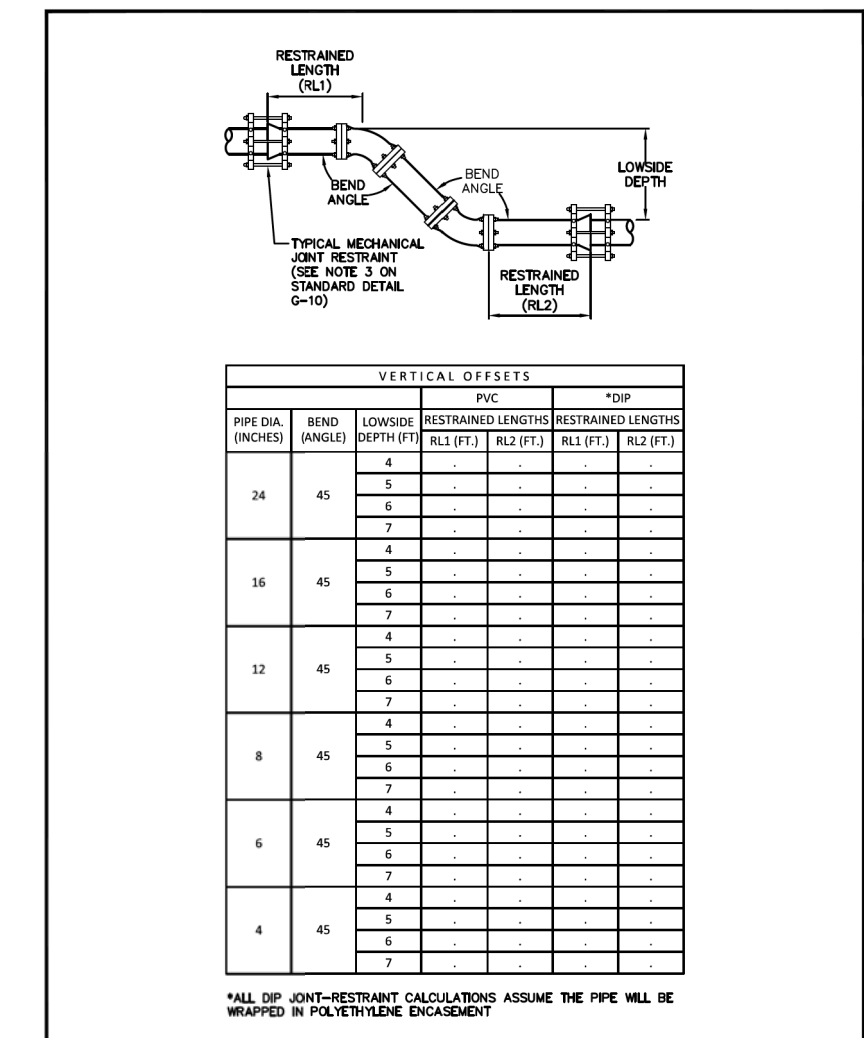 RESTRAINED
LENGTH
(RL1)
BEND
ANGLE
BEND
ANGLE
LOWSIDE
DEPTH
TYPICAL MECHANICAL
JOINT RESTRAINT
(SEE NOTE 3 ON
STANDARD DETAIL
G-10)
RESTRAINED
LENGTH
(RL2)
VERTICAL OFFSETS
PVC *DIP
PIPE DIA. BEND LOWSIDE RESTRAINED LENGTHS RESTRAINED LENGTHS
(INCHES) (ANGLE) DEPTH (FT) RL1 (FT.) RL2 (FT.) RL1 (FT.) RL2 (FT.)
24 45
4 . . . .
5 . . . .
6 . . . .
7 . . . .
16 45
4 . . . .
5 . . . .
6 . . . .
7 . . . .
12 45
4 . . . .
5 . . . .
6 . . . .
7 . . . .
8 45
4 . . . .
5 . . . .
6 . . . .
7 . . . .
6 45
4 . . . .
5 . . . .
6 . . . .
7 . . . .
4 45
4 . . . .
5 . . . .
6 . . . .
7 . . . .
*ALL DIP JOINT-RESTRAINT CALCULATIONS ASSUME THE PIPE WILL BE
WRAPPED IN POLYETHYLENE ENCASEMENT